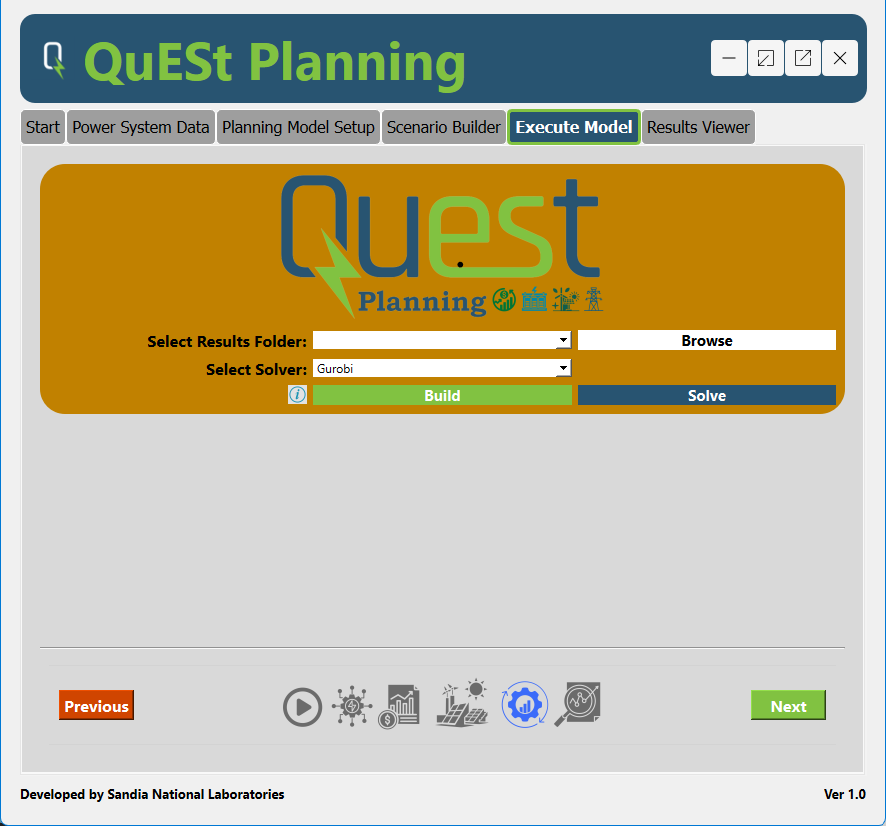 QuESt Planning
Start Power System Data Planning Model Setup Scenario Builder Execute Model Results Viewer
Quest
Planning
Select Results Folder: Browse
Select Solver: Gurobi
i Build Solve
Previous Next
Developed by Sandia National Laboratories Ver 1.0